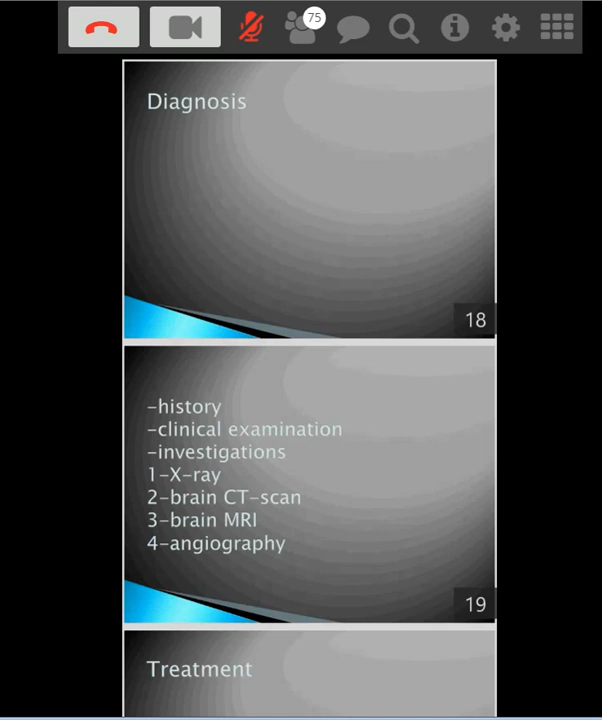 75
Diagnosis
18
-history
-clinical examination
-investigations
1-X-ray
2-brain CT-scan
3-brain MRI
4-angiography
19
Treatment